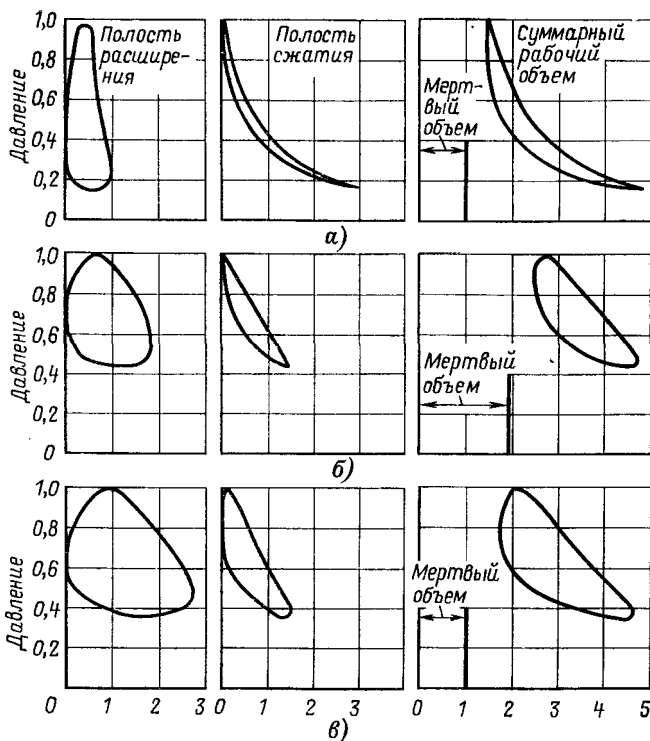 Давление
1,0
0,8
0,6
0,4
0,2
0
Полость
расшире-
ния
Полость
сжатия
Суммарный
рабочий
объем
Мерт-
вый
объем
а)
Давление
1,0
0,8
0,6
0,4
0,2
0
Мертвый
объем
б)
Давление
1,0
0,8
0,6
0,4
0,2
Мертвый
объем
0 1 2 3 0 1 2 3 0 1 2 3 4 5
в)